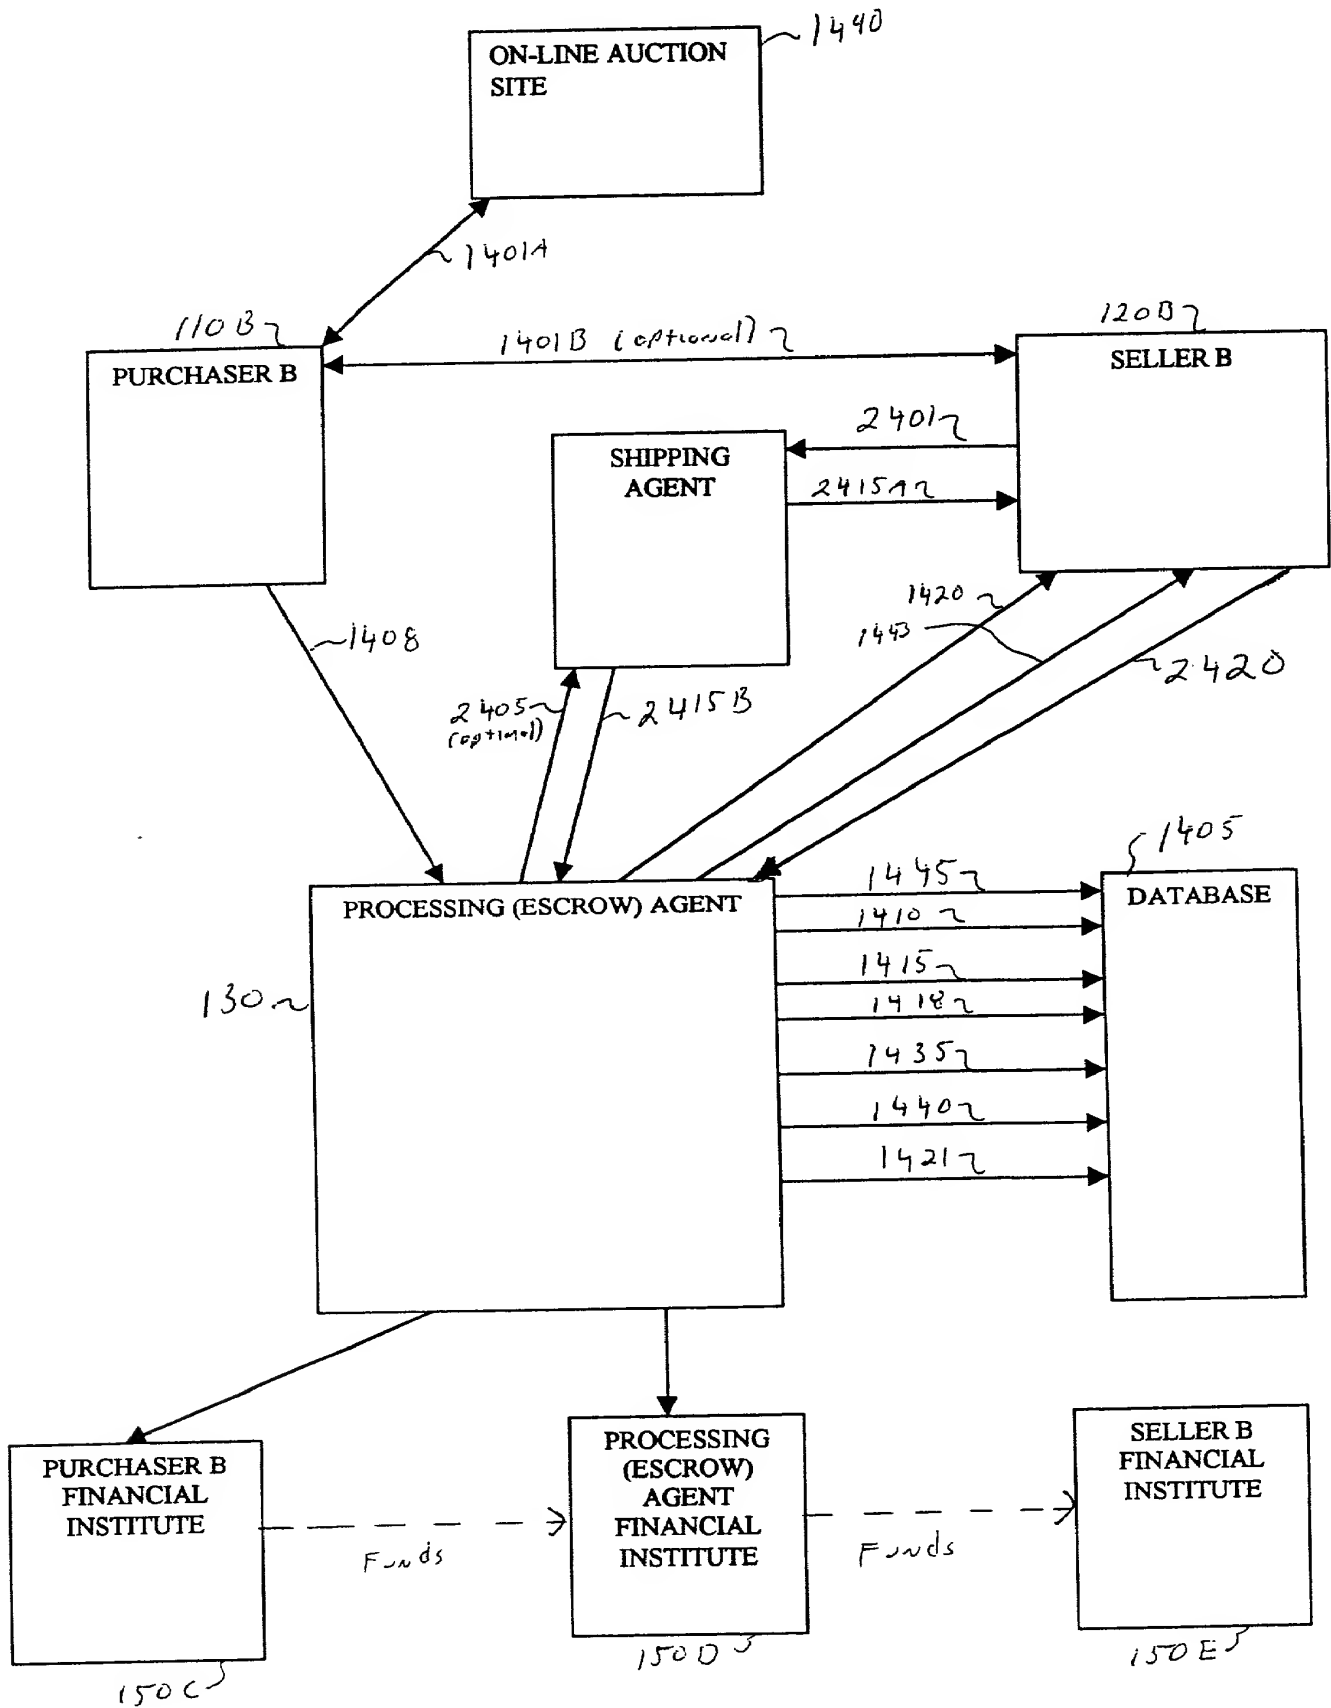 1440
ON-LINE AUCTION
SITE
1401A
110B
120B
1401B (optional)
PURCHASER B
SELLER B
2401
SHIPPING
AGENT
2415A
1420
1443
1408
2420
2405
(optional)
2415B
1405
1445
PROCESSING (ESCROW) AGENT
DATABASE
1410
1415
130
1418
1435
1440
1421
PURCHASER B
FINANCIAL
INSTITUTE
PROCESSING
(ESCROW)
AGENT
FINANCIAL
INSTITUTE
SELLER B
FINANCIAL
INSTITUTE
Funds
Funds
150C
150D
150E